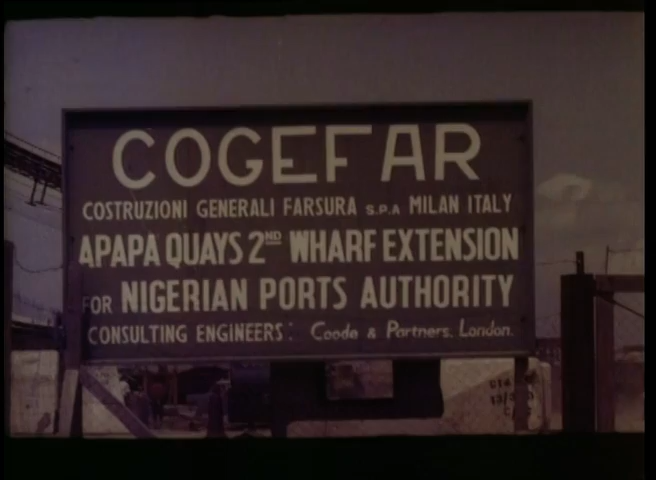 COGEFAR
COSTRUZIONI GENERALI FARSURA S.P.A MILAN ITALY
APAPA QUAYS 2ND WHARF EXTENSION
FOR NIGERIAN PORTS AUTHORITY
CONSULTING ENGINEERS: Coode & Partners. London.